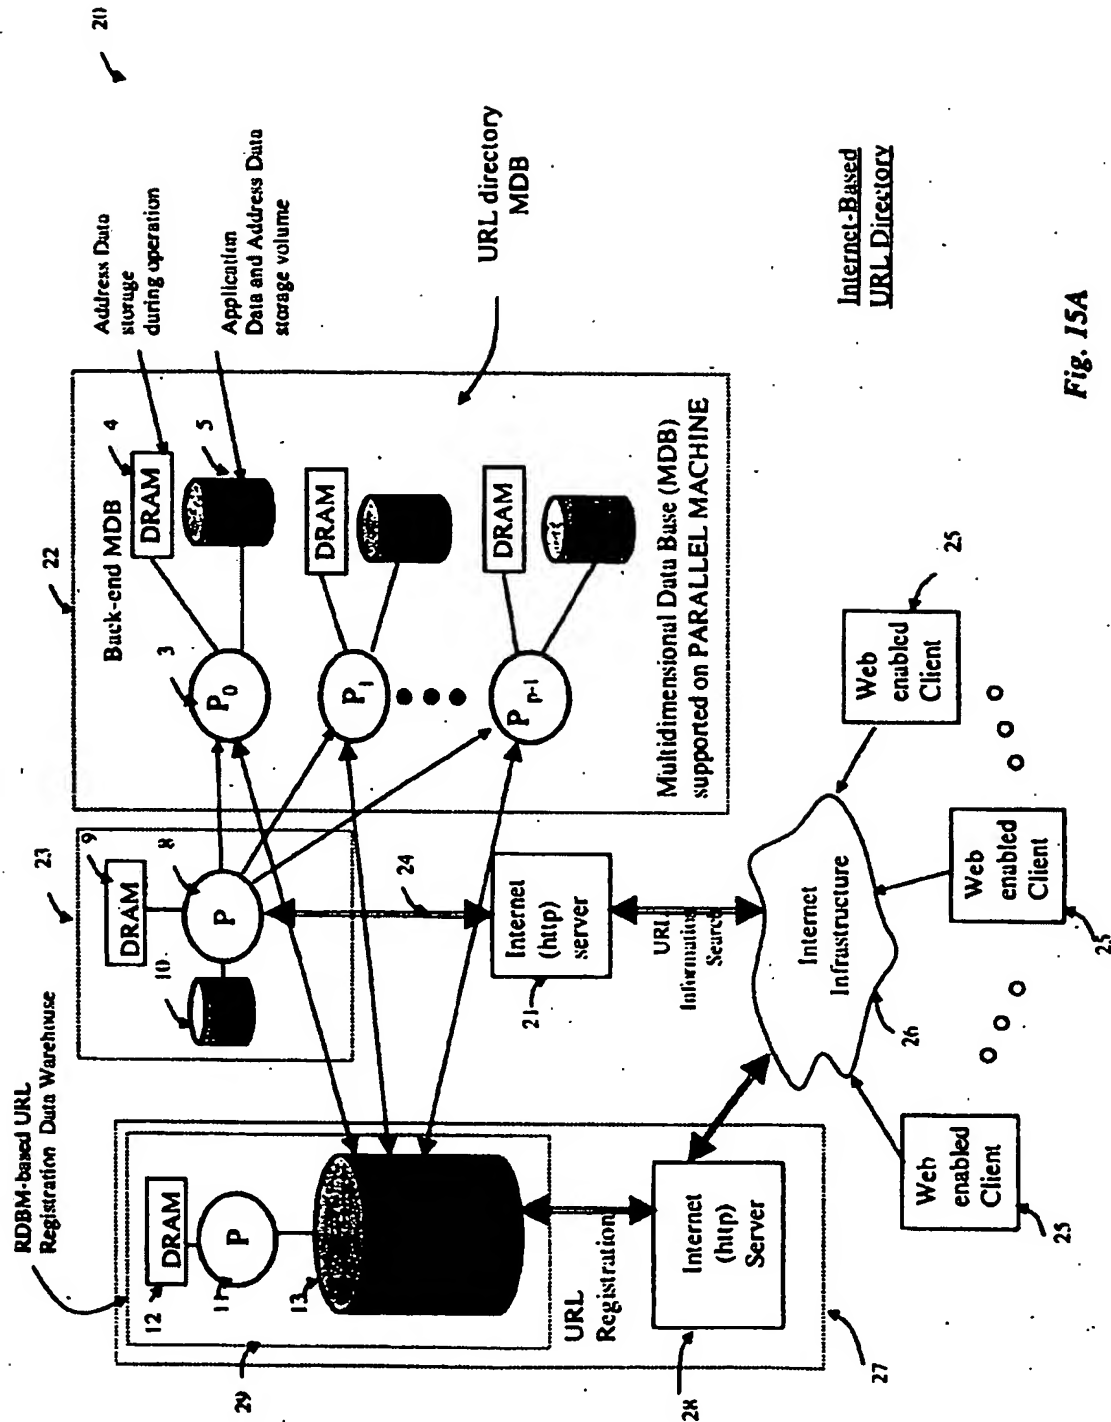 20
RDBM-based URL
Registration Data Warehouse
23
22
Address Data
storage
during operation
Application
Data and Address Data
storage volume
Back-end MDB
DRAM
4
5
3
P0
DRAM
P1
DRAM
P p-1
Multidimensional Data Base (MDB)
supported on PARALLEL MACHINE
URL directory
MDB
DRAM
9
8
P
10
24
29
12
DRAM
11
P
13
URL
Registration
Internet
(http)
Server
28
27
Internet
(http)
server
21
URL
Information
Search
Internet
Infrastructure
26
Web
enabled
Client
25
Web
enabled
Client
25
Web
enabled
Client
25
Internet-Based
URL Directory
Fig. 15A